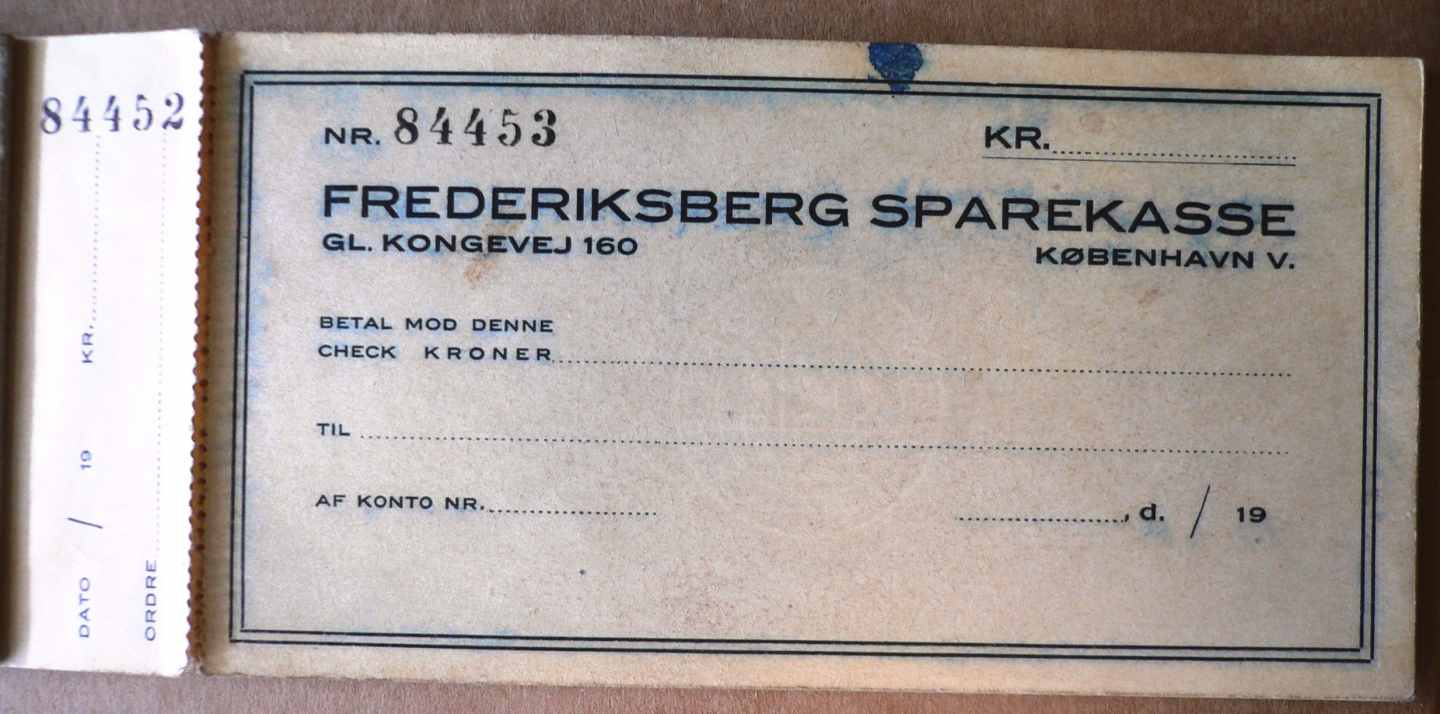 84452
KR.
19
/
DATO
ORDRE
NR. 84453
KR.
FREDERIKSBERG SPAREKASSE
GL. KONGEVEJ 160 KØBENHAVN V.
BETAL MOD DENNE
CHECK KRONER
TIL
AF KONTO NR. , d. / 19